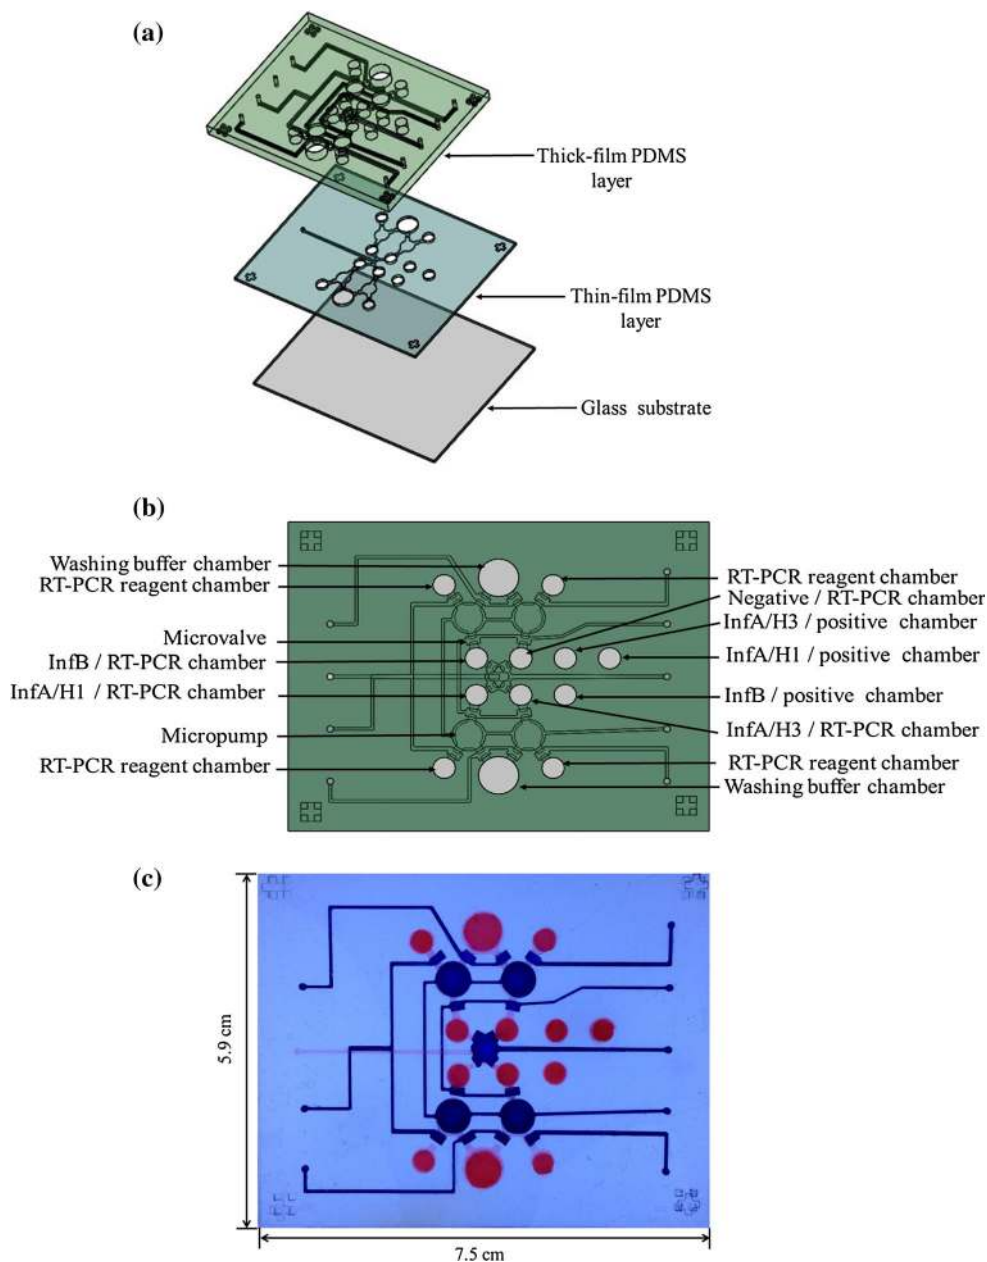 (a)
Thick-film PDMS
layer
Thin-film PDMS
layer
Glass substrate
(b)
Washing buffer chamber
RT-PCR reagent chamber
Microvalve
InfB / RT-PCR chamber
InfA/H1 / RT-PCR chamber
Micropump
RT-PCR reagent chamber
RT-PCR reagent chamber
Negative / RT-PCR chamber
InfA/H3 / positive chamber
InfA/H1 / positive chamber
InfB / positive chamber
InfA/H3 / RT-PCR chamber
RT-PCR reagent chamber
Washing buffer chamber
(c)
5.9 cm
7.5 cm